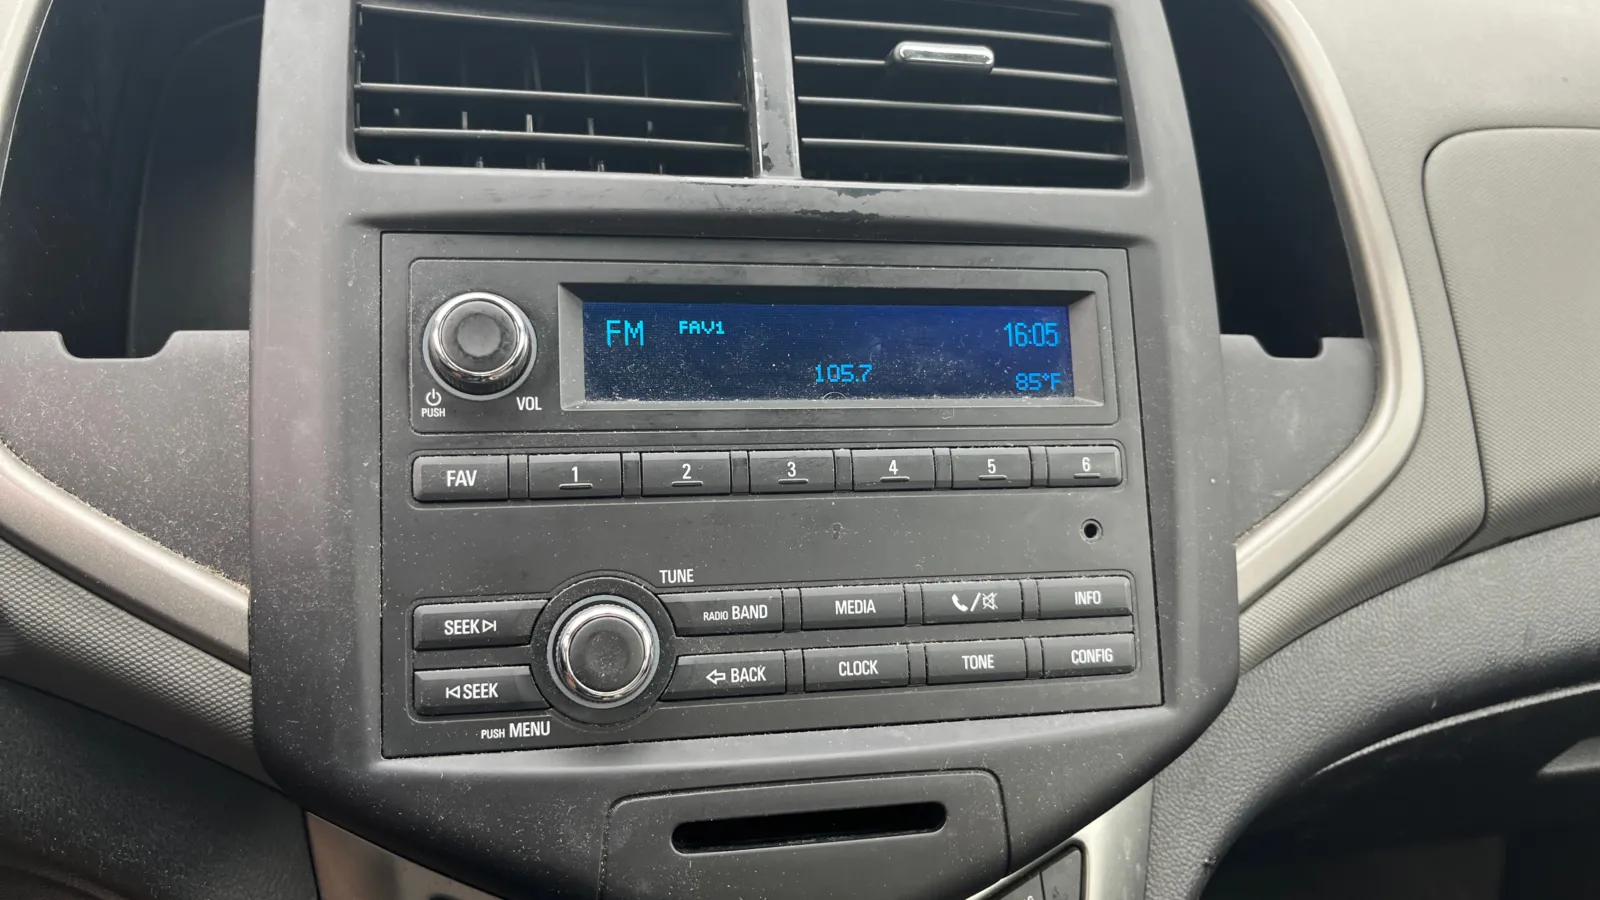 FM FAV1 16:05
105.7 85°F
PUSH VOL
FAV 1 2 3 4 5 6
TUNE
SEEK RADIO BAND MEDIA INFO
SEEK BACK CLOCK TONE CONFIG
PUSH MENU